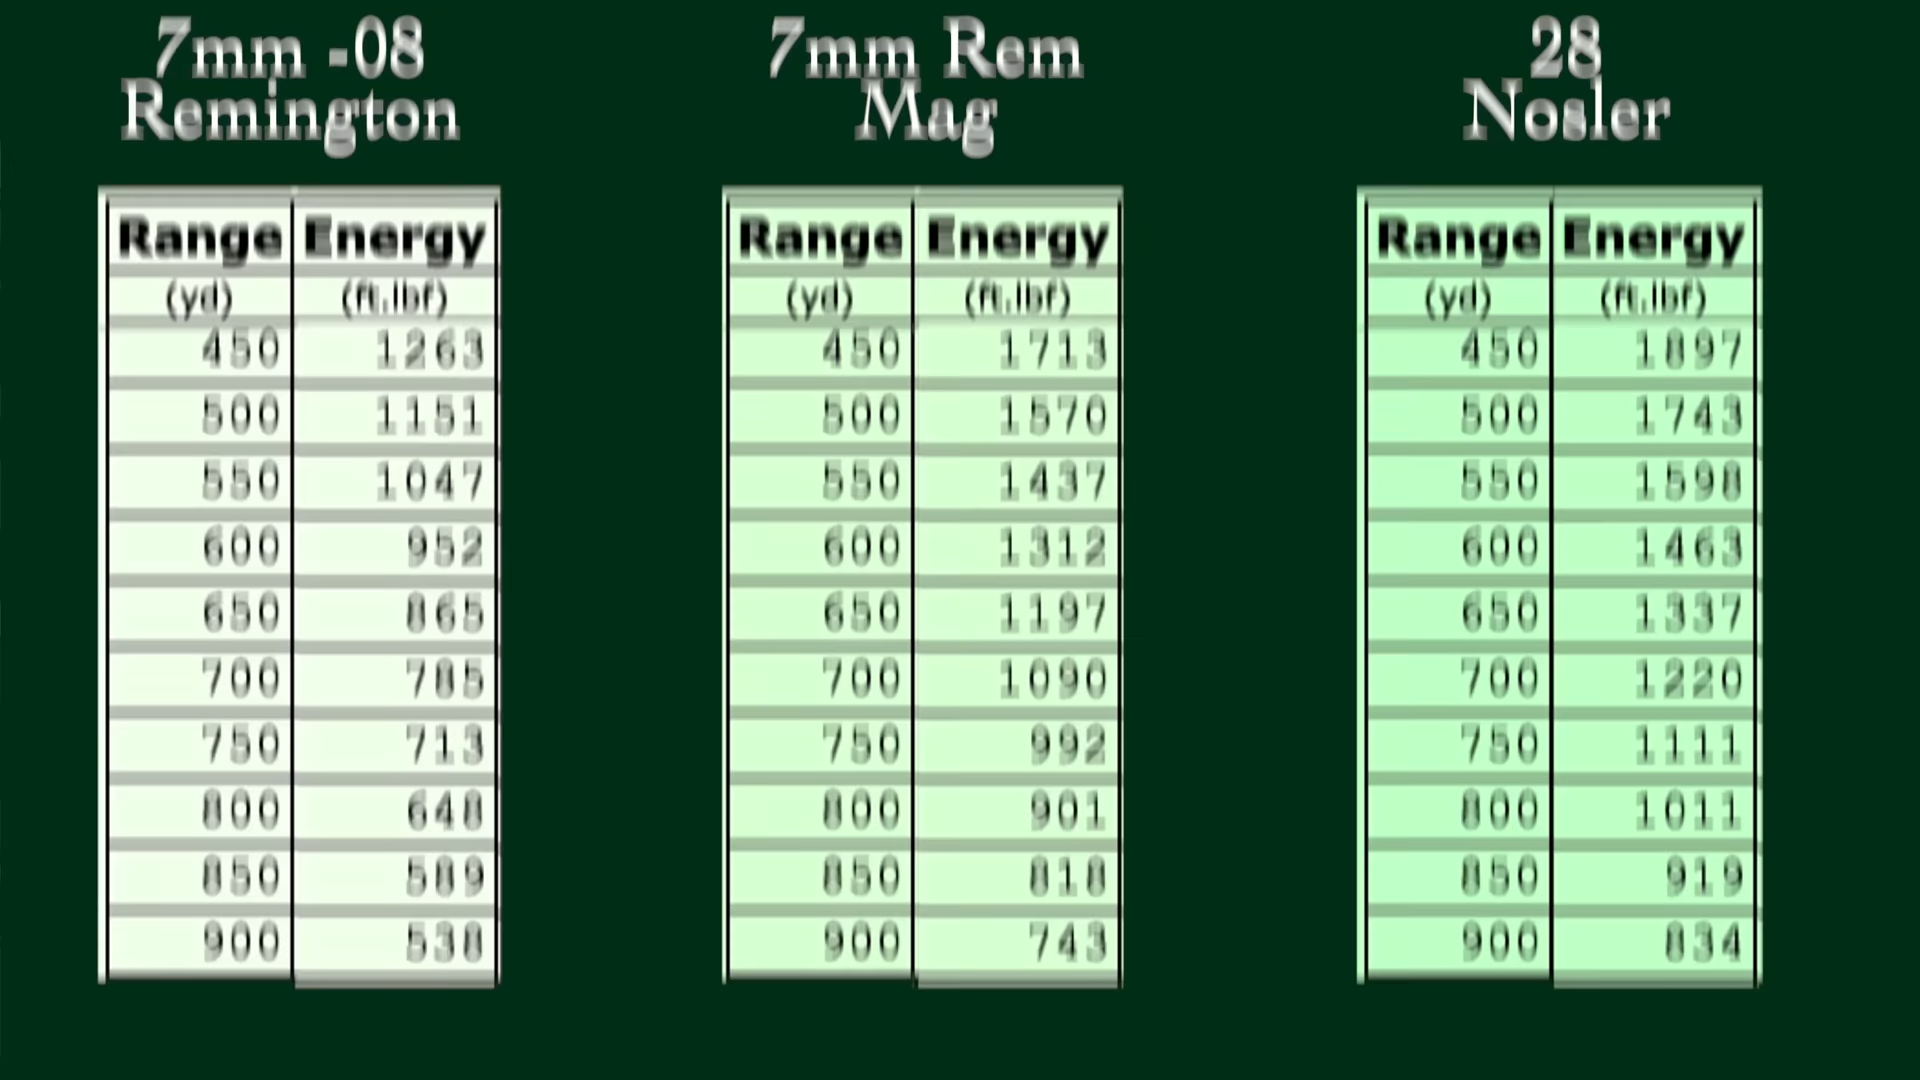 7mm -08
Remington
Range Energy
(yd) (ft.lbf)
450 1263
500 1151
550 1047
600 952
650 865
700 785
750 713
800 648
850 589
900 538
7mm Rem
Mag
Range Energy
(yd) (ft.lbf)
450 1713
500 1570
550 1437
600 1312
650 1197
700 1090
750 992
800 901
850 818
900 743
28
Nosler
Range Energy
(yd) (ft.lbf)
450 1897
500 1743
550 1598
600 1463
650 1337
700 1220
750 1111
800 1011
850 919
900 834